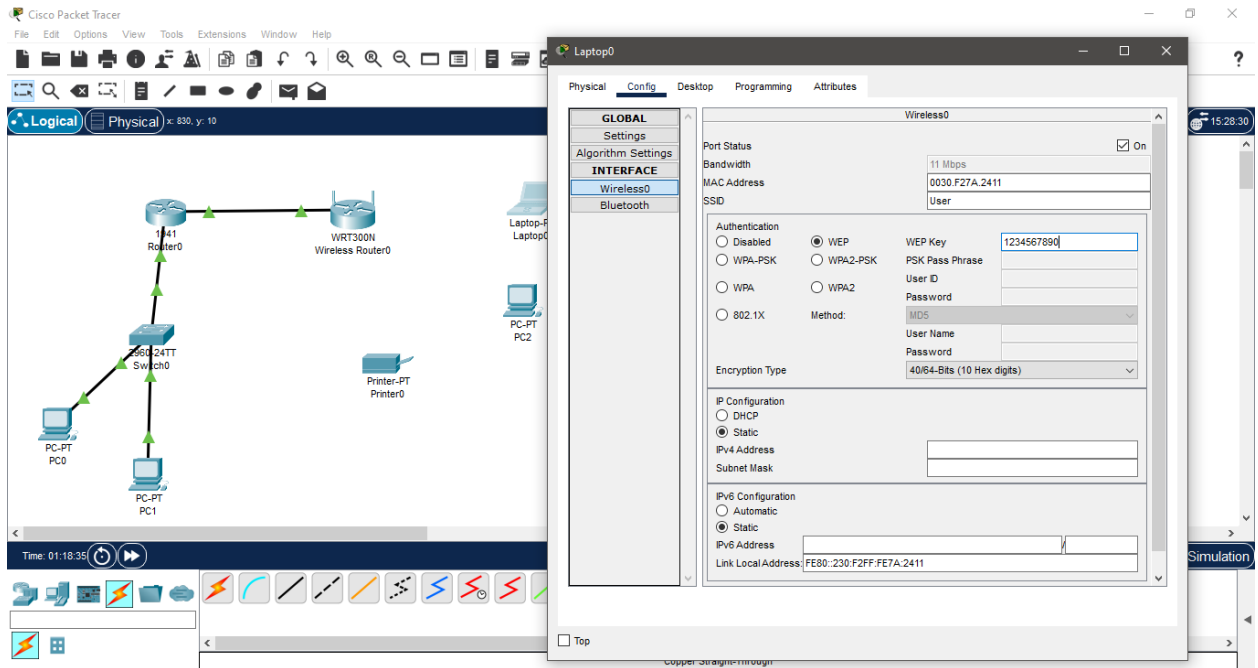 Cisco Packet Tracer
File Edit Options View Tools Extensions Window Help
Logical Physical x: 830, y: 10
15:28:30
1941
Router0
WRT300N
Wireless Router0
Laptop-P
Laptop0
PC-PT
PC2
2960-24TT
Switch0
Printer-PT
Printer0
PC-PT
PC0
PC-PT
PC1
Time: 01:18:35
Simulation
Copper Straight-Through
Laptop0
Physical Config Desktop Programming Attributes
GLOBAL
Settings
Algorithm Settings
INTERFACE
Wireless0
Bluetooth
Wireless0
Port Status On
Bandwidth 11 Mbps
MAC Address 0030.F27A.2411
SSID User
Authentication
Disabled WEP WEP Key 1234567890
WPA-PSK WPA2-PSK PSK Pass Phrase
User ID
WPA WPA2
Password
802.1X Method: MD5
User Name
Password
Encryption Type 40/64-Bits (10 Hex digits)
IP Configuration
DHCP
Static
IPv4 Address
Subnet Mask
IPv6 Configuration
Automatic
Static
IPv6 Address /
Link Local Address: FE80::230:F2FF:FE7A:2411
Top